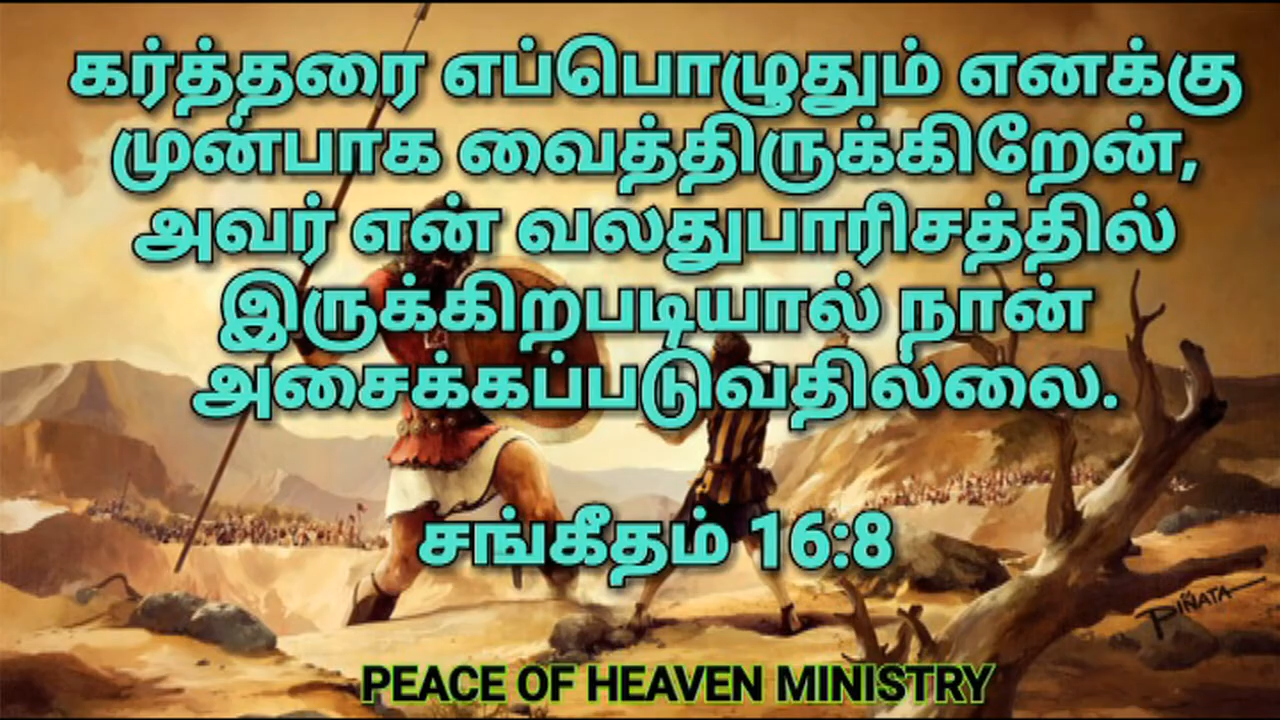 கர்த்தரை எப்பொழுதும் எனக்கு
முன்பாக வைத்திருக்கிறேன்,
அவர் என் வலதுபாரிசத்தில்
இருக்கிறபடியால் நான்
அசைக்கப்படுவதில்லை.
சங்கீதம் 16:8
PIÑATA
PEACE OF HEAVEN MINISTRY